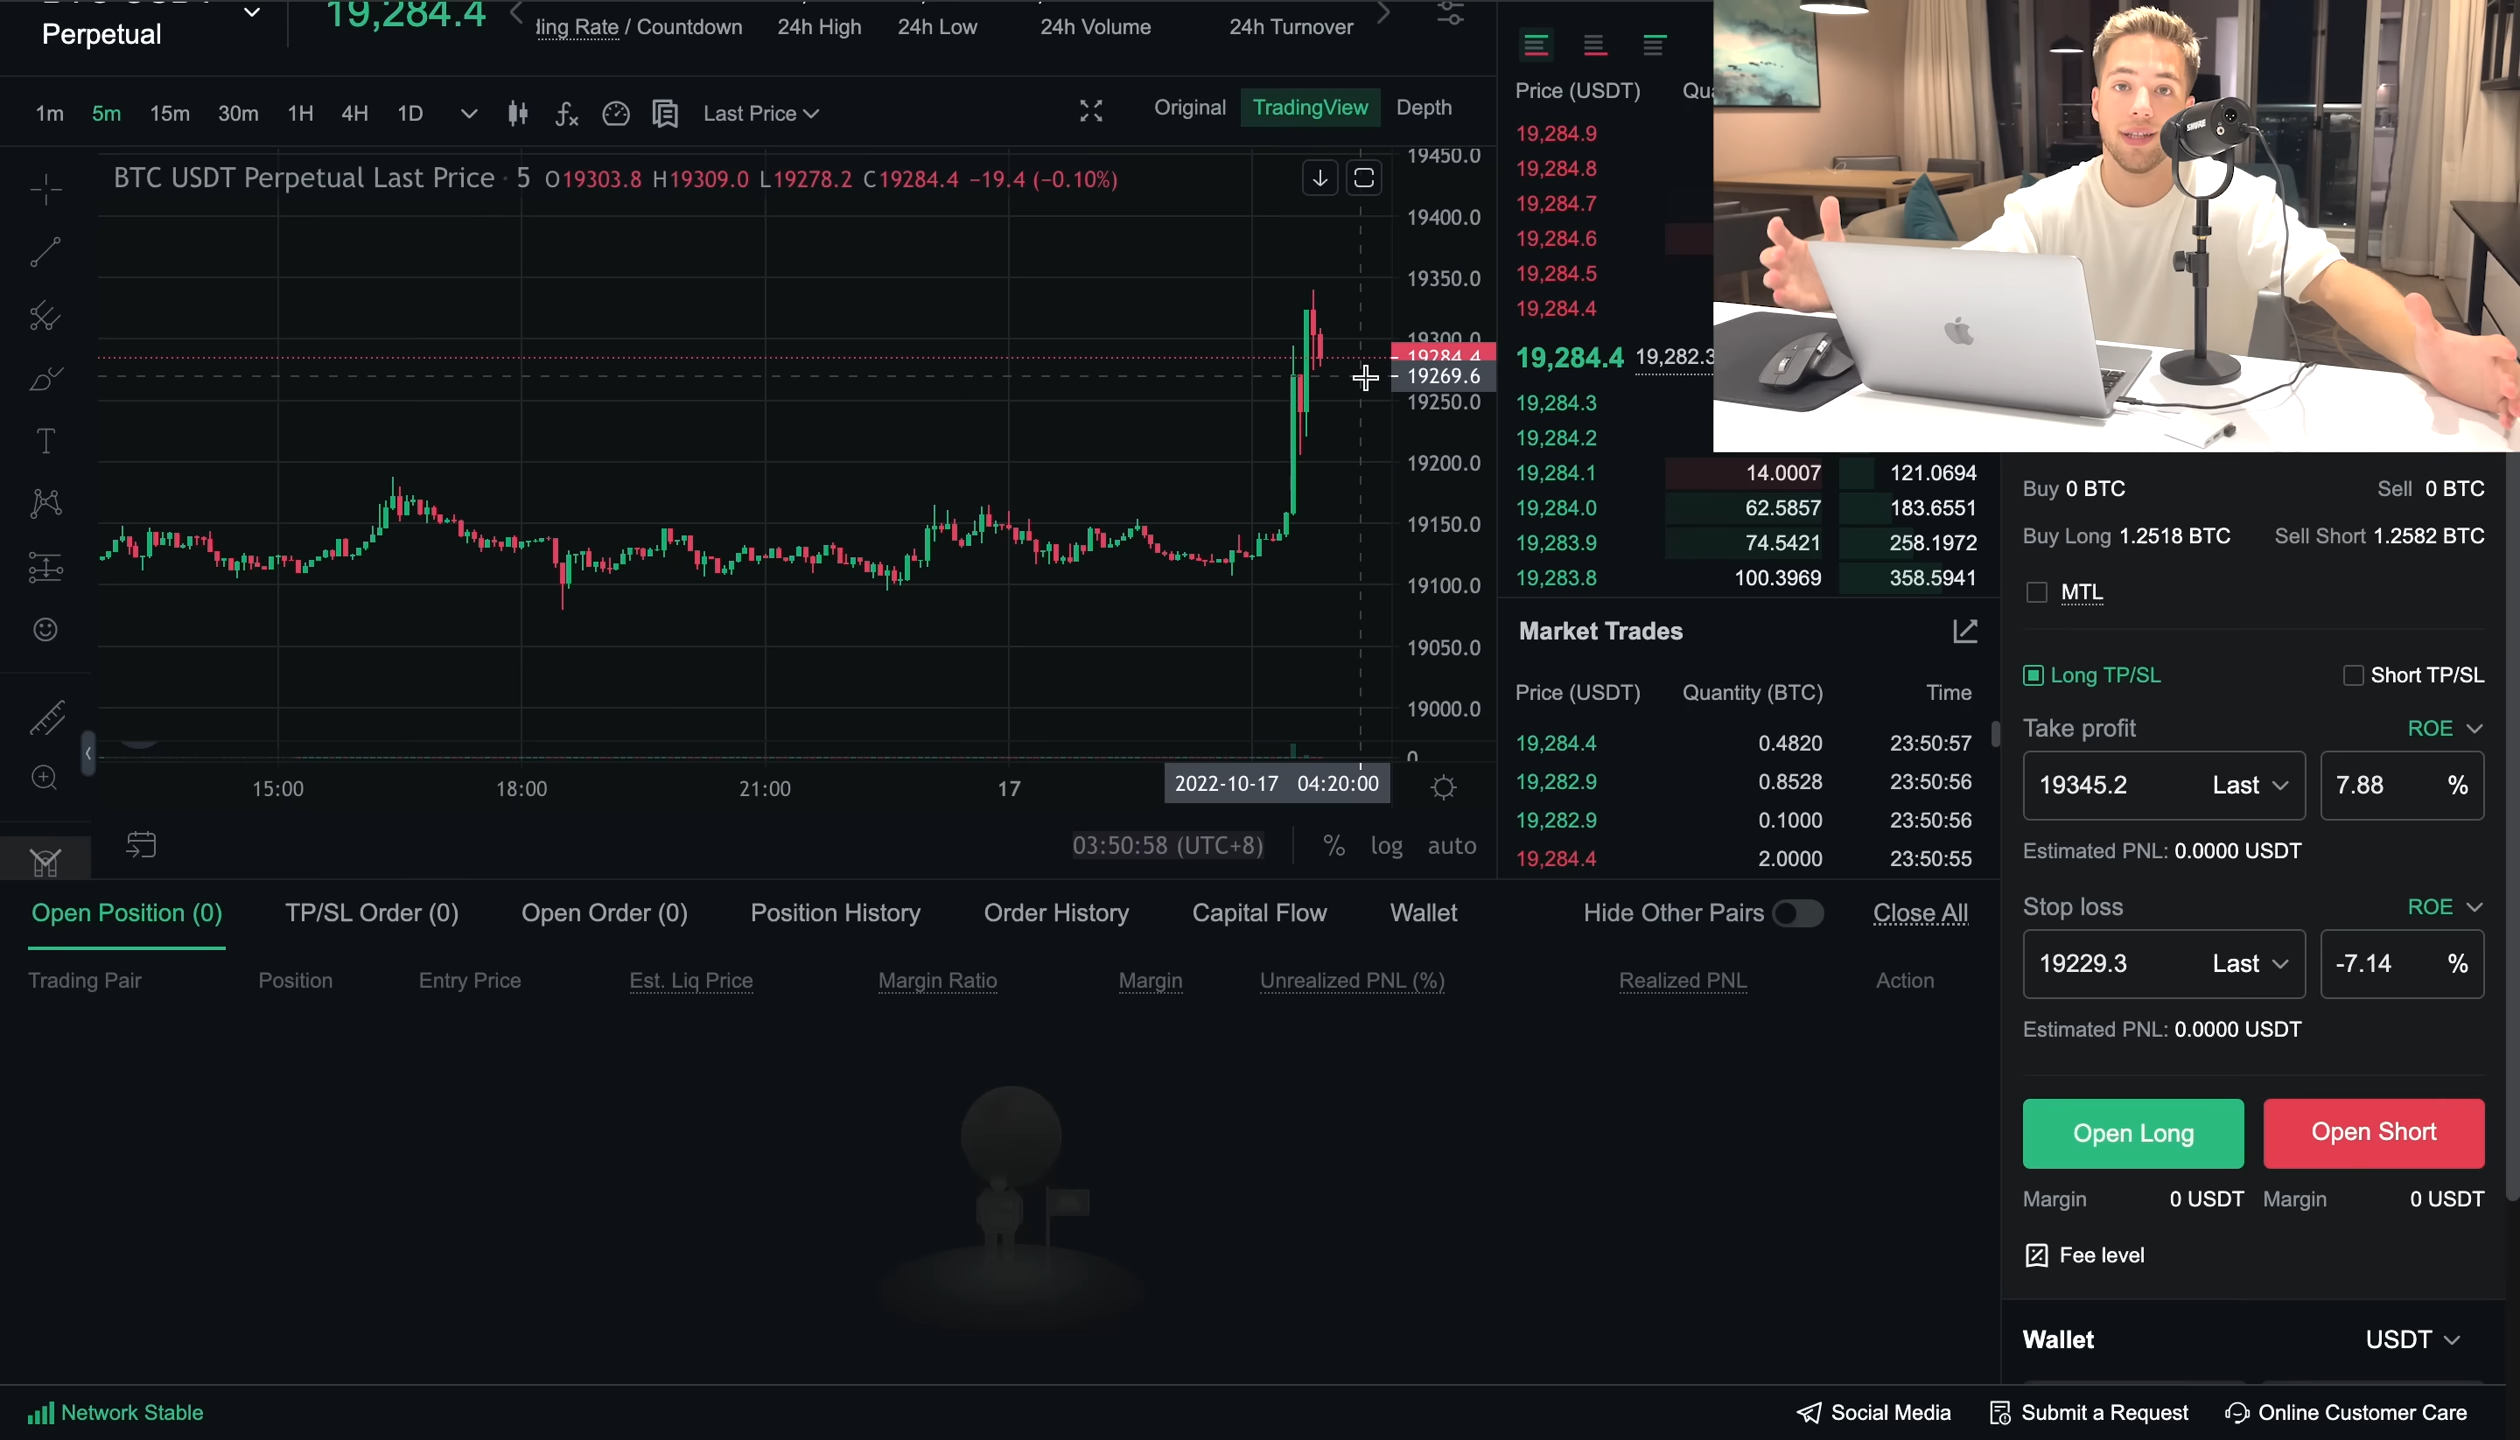 Perpetual
19,284.4
ding Rate / Countdown
24h High
24h Low
24h Volume
24h Turnover
1m 5m 15m 30m 1H 4H 1D
Last Price
Original TradingView Depth
BTC USDT Perpetual Last Price · 5 O19303.8 H19309.0 L19278.2 C19284.4 −19.4 (−0.10%)
19450.0
19400.0
19350.0
19300.0
19284.4
19269.6
19250.0
19200.0
19150.0
19100.0
19050.0
19000.0
0
15:00 18:00 21:00 17
2022-10-17 04:20:00
03:50:58 (UTC+8)
% log auto
Price (USDT)
19,284.9
19,284.8
19,284.7
19,284.6
19,284.5
19,284.4
19,284.4 19,282.3
19,284.3
19,284.2
19,284.1 14.0007 121.0694
19,284.0 62.5857 183.6551
19,283.9 74.5421 258.1972
19,283.8 100.3969 358.5941
Market Trades
Price (USDT) Quantity (BTC) Time
19,284.4 0.4820 23:50:57
19,282.9 0.8528 23:50:56
19,282.9 0.1000 23:50:56
19,284.4 2.0000 23:50:55
SHURE
Buy 0 BTC Sell 0 BTC
Buy Long 1.2518 BTC Sell Short 1.2582 BTC
MTL
Long TP/SL Short TP/SL
Take profit ROE
19345.2 Last 7.88 %
Estimated PNL: 0.0000 USDT
Stop loss ROE
19229.3 Last -7.14 %
Estimated PNL: 0.0000 USDT
Open Long Open Short
Margin 0 USDT Margin 0 USDT
Fee level
Wallet USDT
Open Position (0) TP/SL Order (0) Open Order (0) Position History Order History Capital Flow Wallet Hide Other Pairs Close All
Trading Pair Position Entry Price Est. Liq Price Margin Ratio Margin Unrealized PNL (%) Realized PNL Action
Network Stable
Social Media Submit a Request Online Customer Care